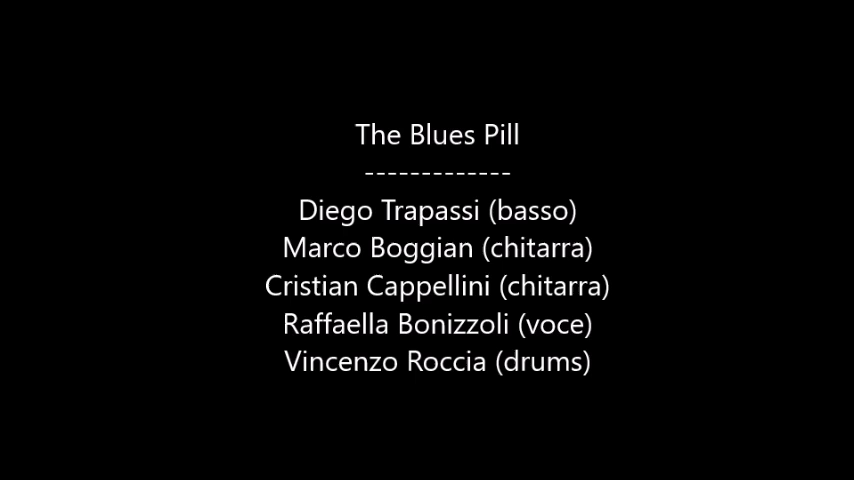 The Blues Pill
-------------
Diego Trapassi (basso)
Marco Boggian (chitarra)
Cristian Cappellini (chitarra)
Raffaella Bonizzoli (voce)
Vincenzo Roccia (drums)